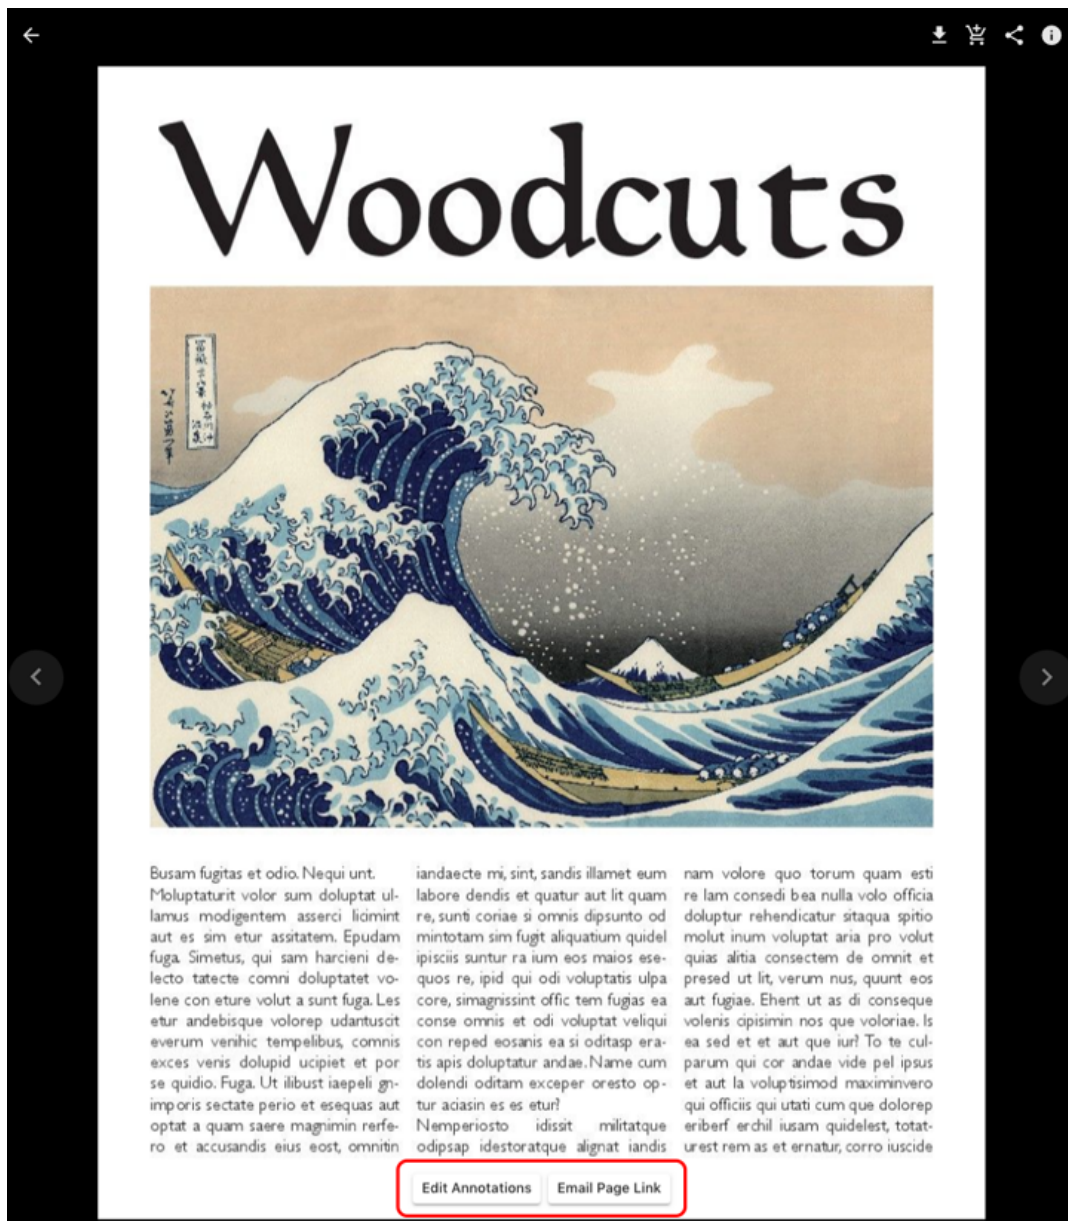 Woodcuts
Busam fugitas et odio. Nequi unt.
Moluptaturit volor sum doluptat ul-
lamus modigentem asserci licimint
aut es sim etur assitatem. Epudam
fuga. Simetus, qui sam harcieni de-
lecto tatecte comni doluptatet vo-
lene con eture volut a sunt fuga. Les
etur andebisque volorep udantuscit
everum venihic tempelibus, comnis
exces venis dolupid ucipiet et por
se quidio. Fuga. Ut ilibust iaepeli gn-
imporis sectate perio et esequas aut
optat a quam saere magnimin rerfe-
ro et accusandis eius eost, omnitin
iandaecte mi, sint, sandis illamet eum
labore dendis et quatur aut lit quam
re, sunti coriae si omnis dipsunto od
mintotam sim fugit aliquatium quidel
ipisciis suntur ra ium eos maios ese-
quos re, ipid qui odi voluptatis ulpa
core, simagnissint offic tem fugias ea
conse omnis et odi voluptat veliqui
con reped eosanis ea si oditasp era-
tis apis doluptatur andae. Name cum
dolendi oditam exceper oresto op-
tur aciasin es es etur?
Nemperiosto idissit militatque
odipsap idestoratque alignat iandis
nam volore quo torum quam esti
re lam consedi bea nulla volo officia
doluptur rehendicatur sitaqua spitio
molut inum voluptat aria pro volut
quias alitia consectem de omnit et
presed ut lit, verum nus, quunt eos
aut fugiae. Ehent ut as di conseque
volenis cipisimin nos que voloriae. Is
ea sed et et aut que iur? To te cul-
parum qui cor andae vide pel ipsus
et aut la voluptisimod maximinvero
qui officiis qui utati cum que dolorep
eriberf erchil iusam quidelest, totat-
urest rem as et ernatur, corro iuscide
Edit Annotations Email Page Link